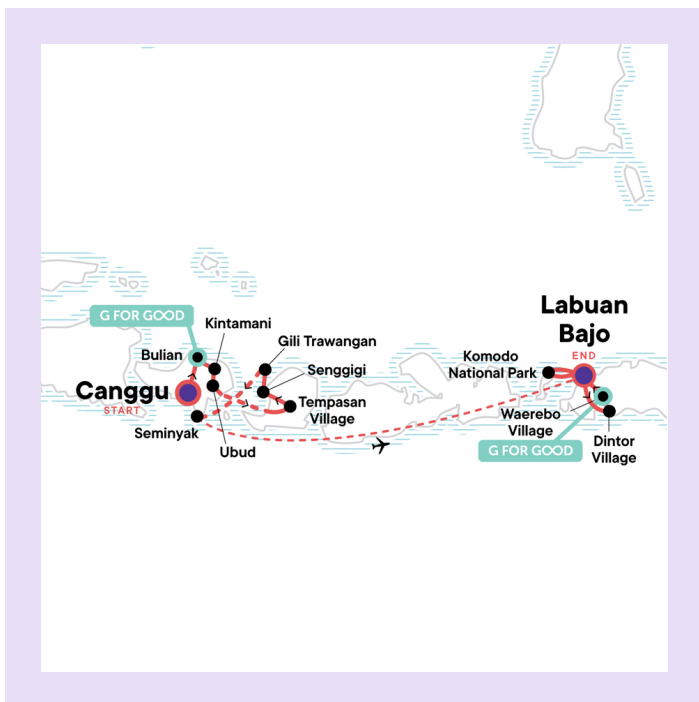 G FOR GOOD
Kintamani
Bulian
Gili Trawangan
Senggigi
Canggu
START
Tempasan
Village
Seminyak
Ubud
Labuan
Bajo
END
Komodo
National Park
Waerebo
Village
G FOR GOOD
Dintor
Village